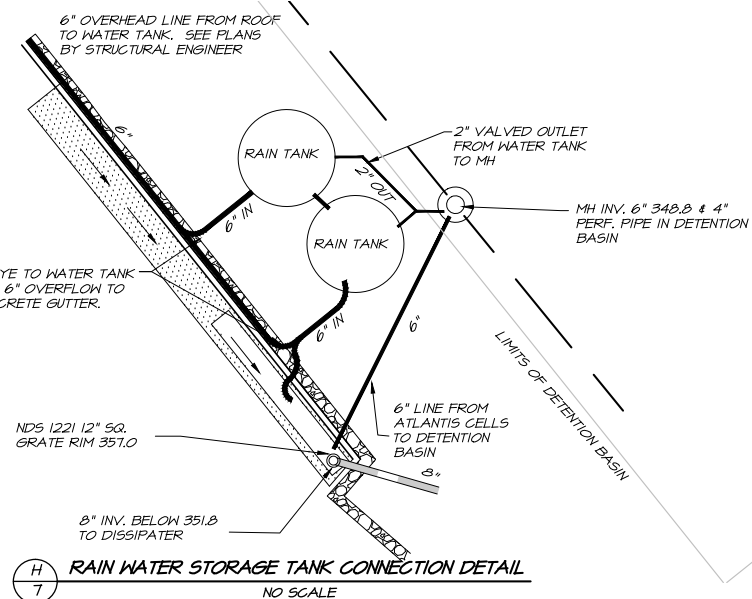 6" OVERHEAD LINE FROM ROOF
TO WATER TANK. SEE PLANS
BY STRUCTURAL ENGINEER
6"
RAIN TANK
2" VALVED OUTLET
FROM WATER TANK
TO MH
2" OUT
6" IN
MH INV. 6" 348.8 & 4"
PERF. PIPE IN DETENTION
BASIN
RAIN TANK
YE TO WATER TANK
6" OVERFLOW TO
CRETE GUTTER.
6" IN
6"
LIMITS OF DETENTION BASIN
6" LINE FROM
ATLANTIS CELLS
TO DETENTION
BASIN
NDS 1221 12" SQ.
GRATE RIM 357.0
8"
8" INV. BELOW 351.8
TO DISSIPATER
H
7
RAIN WATER STORAGE TANK CONNECTION DETAIL
NO SCALE